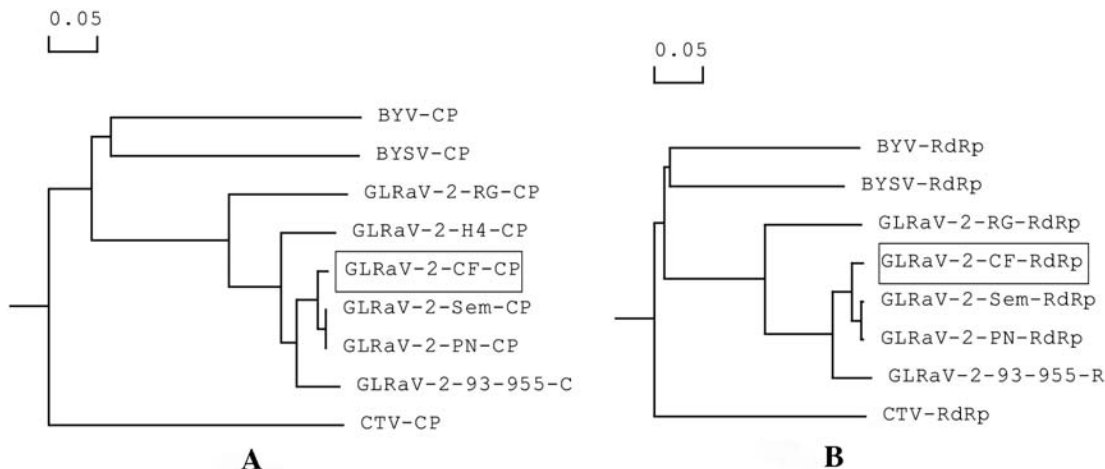 0.05
BYV-CP
BYSV-CP
GLRaV-2-RG-CP
GLRaV-2-H4-CP
GLRaV-2-CF-CP
GLRaV-2-Sem-CP
GLRaV-2-PN-CP
GLRaV-2-93-955-C
CTV-CP
A
0.05
BYV-RdRp
BYSV-RdRp
GLRaV-2-RG-RdRp
GLRaV-2-CF-RdRp
GLRaV-2-Sem-RdRp
GLRaV-2-PN-RdRp
GLRaV-2-93-955-R
CTV-RdRp
B